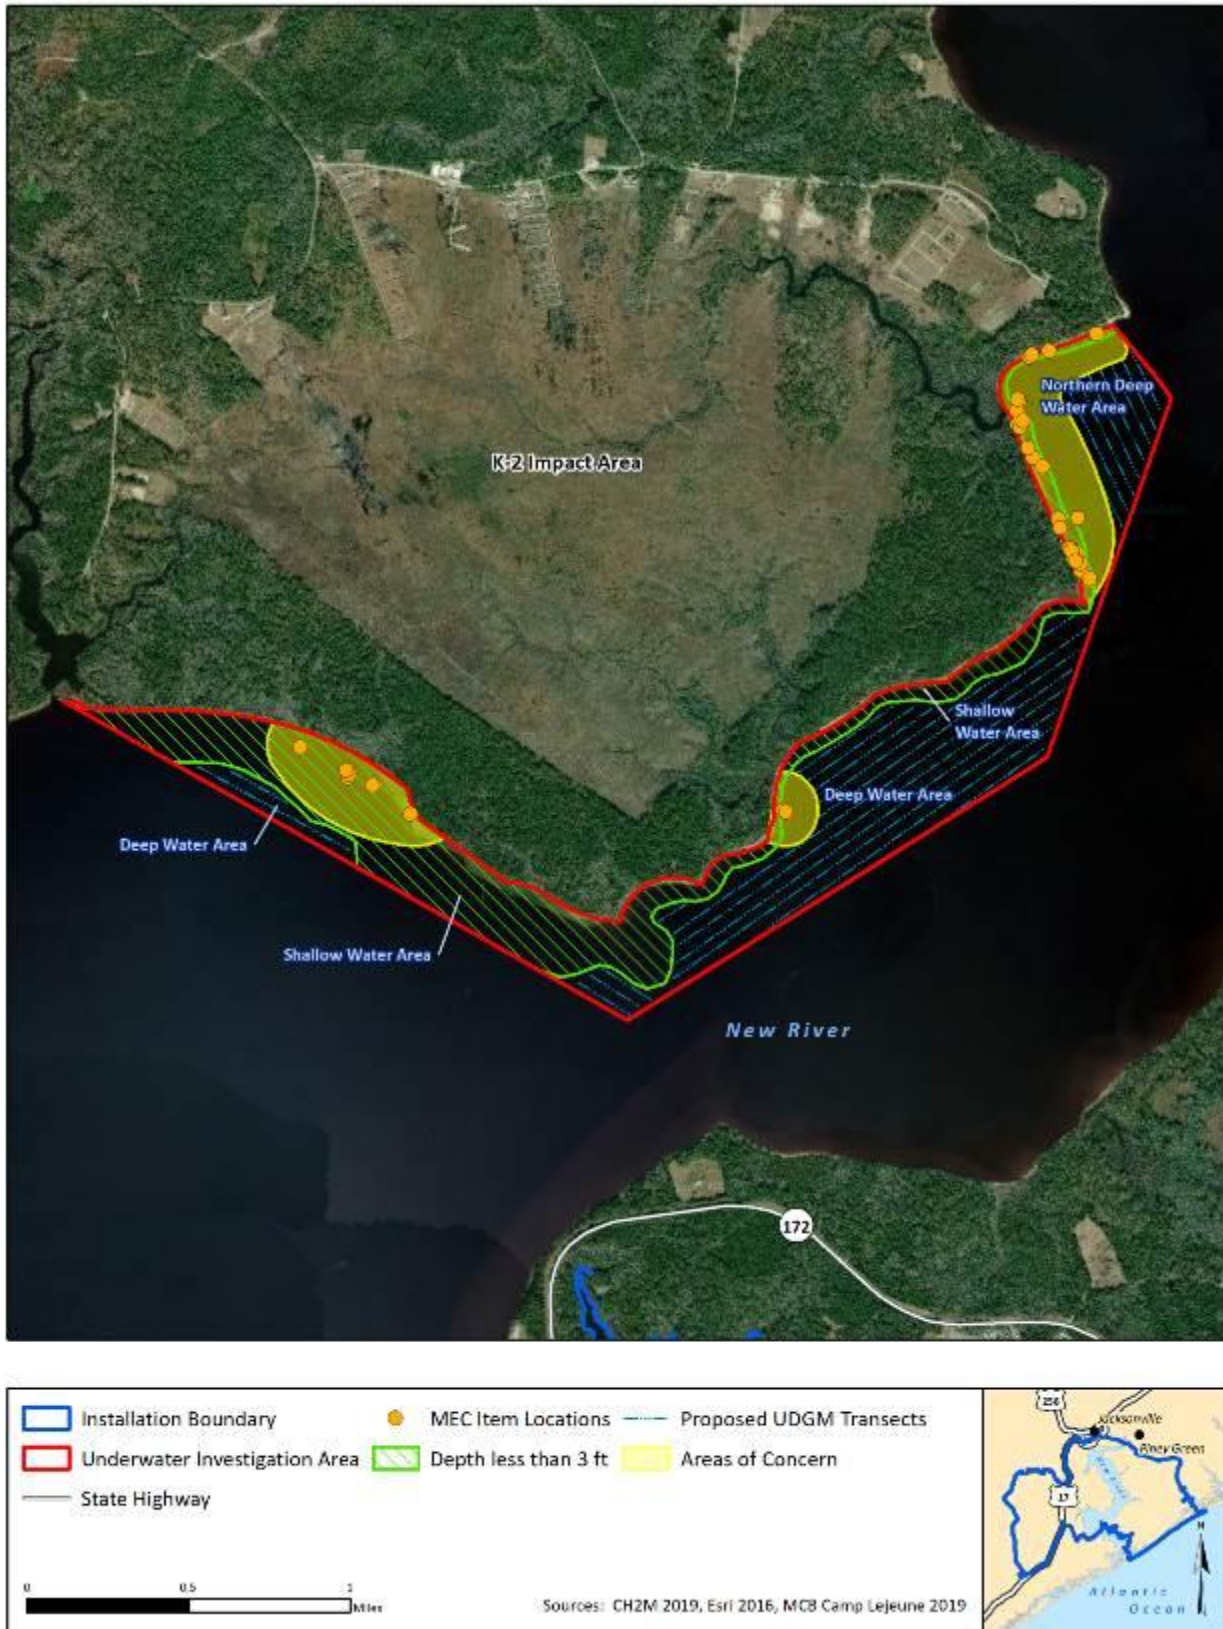 K-2 Impact Area
Northern Deep
Water Area
Shallow
Water Area
Deep Water Area
Deep Water Area
Shallow Water Area
New River
172
Installation Boundary
MEC Item Locations
Proposed UDGM Transects
Underwater Investigation Area
Depth less than 3 ft
Areas of Concern
State Highway
0 0.5 1
Miles
Sources: CH2M 2019, Esri 2016, MCB Camp Lejeune 2019
258
Jacksonville
Piney Green
17
N
Atlantic
Ocean